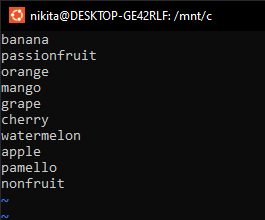 nikita@DESKTOP-GE42RLF: /mnt/c
banana
passionfruit
orange
mango
grape
cherry
watermelon
apple
pamello
nonfruit
~
~